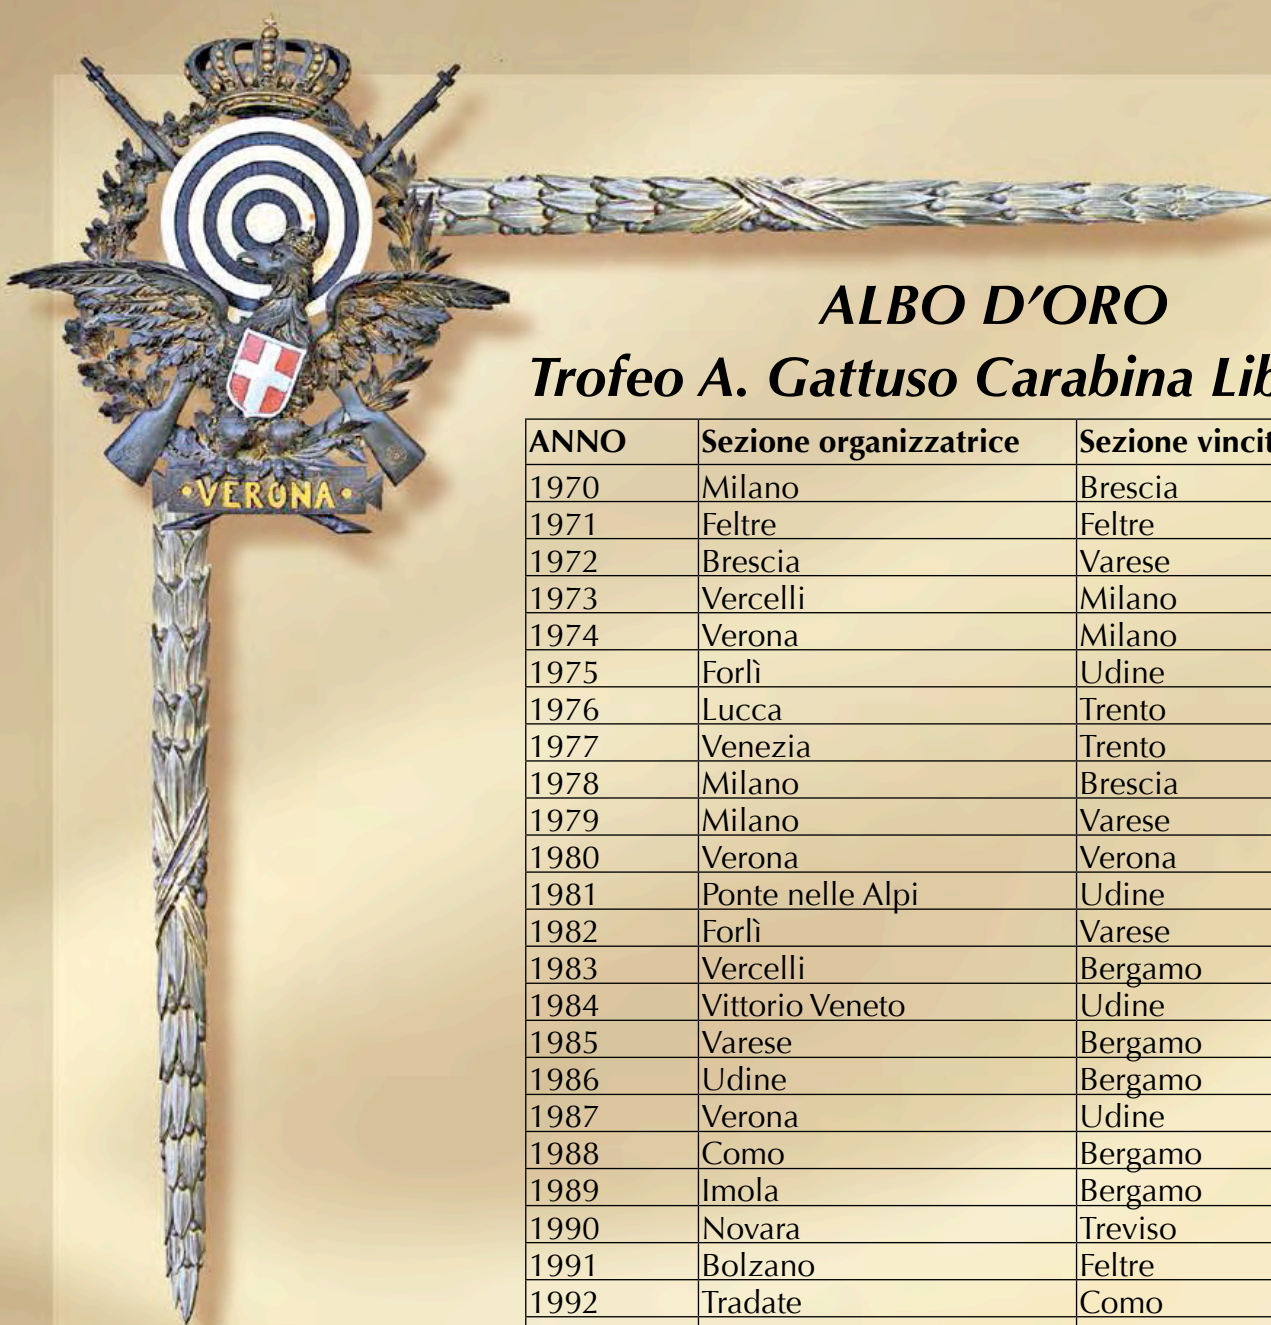 •VERONA•
ALBO D'ORO
Trofeo A. Gattuso Carabina Lib
ANNO Sezione organizzatrice Sezione vincit
1970 Milano Brescia
1971 Feltre Feltre
1972 Brescia Varese
1973 Vercelli Milano
1974 Verona Milano
1975 Forlì Udine
1976 Lucca Trento
1977 Venezia Trento
1978 Milano Brescia
1979 Milano Varese
1980 Verona Verona
1981 Ponte nelle Alpi Udine
1982 Forlì Varese
1983 Vercelli Bergamo
1984 Vittorio Veneto Udine
1985 Varese Bergamo
1986 Udine Bergamo
1987 Verona Udine
1988 Como Bergamo
1989 Imola Bergamo
1990 Novara Treviso
1991 Bolzano Feltre
1992 Tradate Como